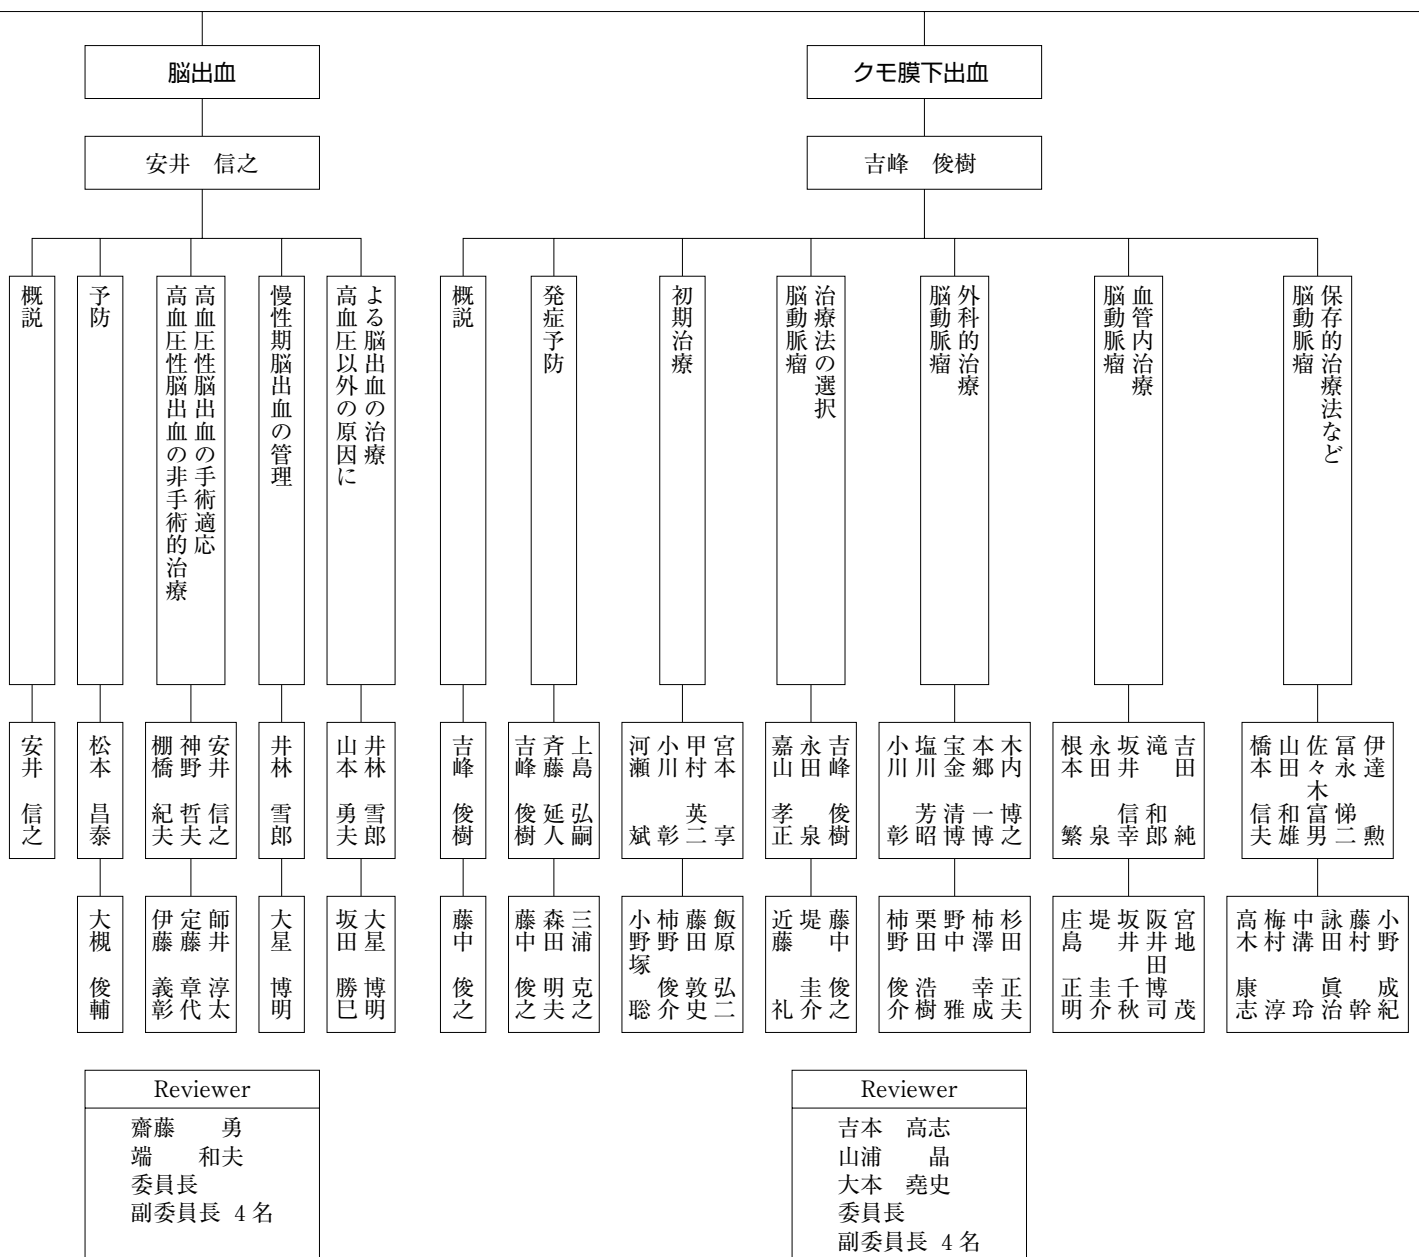 脳出血
安井 信之
概説
予防
高血圧性脳出血の手術適応
高血圧性脳出血の非手術的治療
慢性期脳出血の管理
高血圧以外の原因に
よる脳出血の治療
安井 信之
松本 昌泰
安井 信之
神野 哲夫
棚橋 紀夫
井林 雪郎
井林 雪郎
山本 勇夫
大槻 俊輔
師井 淳太
定藤 章代
伊藤 義彰
大星 博明
大星 博明
坂田 勝巳
Reviewer
齋藤 勇
端 和夫
委員長
副委員長 4名
クモ膜下出血
吉峰 俊樹
概説
発症予防
初期治療
脳動脈瘤
治療法の選択
脳動脈瘤
外科的治療
脳動脈瘤
血管内治療
脳動脈瘤
保存的治療法など
吉峰 俊樹
上島 弘嗣
斉藤 延人
吉峰 俊樹
宮本 享
甲村 英二
小川 彰
河瀬 斌
吉峰 俊樹
永田 泉
嘉山 孝正
木内 博之
本郷 一博
宝金 清博
塩川 芳昭
小川 彰
吉田 純
滝 和郎
坂井 信幸
永田 泉
根本 繁
伊達 勲
冨永 悌二
佐々木富男
山田 和雄
橋本 信夫
藤中 俊之
三浦 克之
森田 明夫
藤中 俊之
飯原 弘二
藤田 敦史
柿野 俊介
小野塚 聡
藤中 俊之
堤 圭介
近藤 礼
杉田 正夫
柿澤 幸成
野中 雅
栗田 浩樹
柿野 俊介
宮地 茂
阪井田博司
坂井 千秋
堤 圭介
庄島 正明
小野 成紀
藤村 幹
詠田 眞治
中溝 玲
梅村 淳
高木 康志
Reviewer
吉本 高志
山浦 晶
大本 堯史
委員長
副委員長 4名